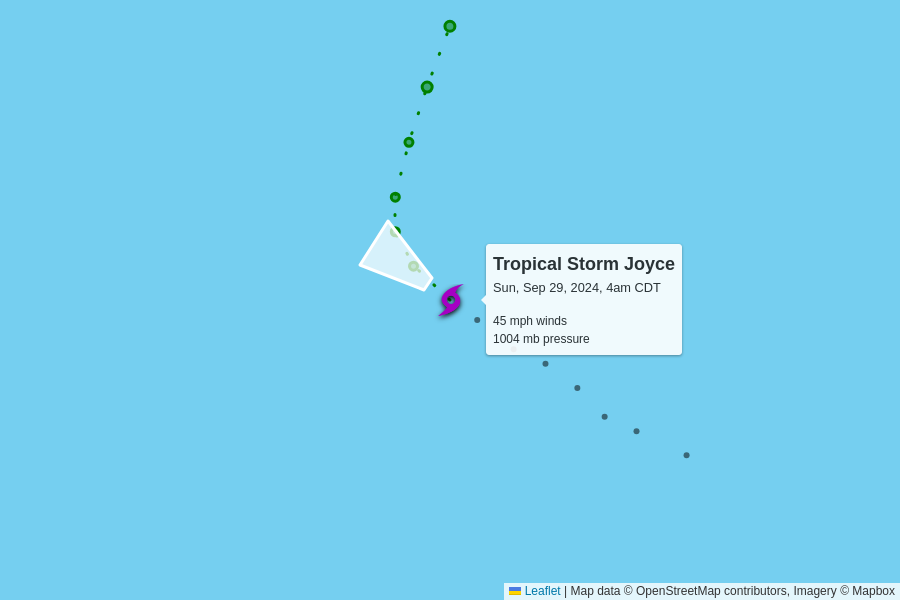 Tropical Storm Joyce
Sun, Sep 29, 2024, 4am CDT
45 mph winds
1004 mb pressure
Leaflet | Map data © OpenStreetMap contributors, Imagery © Mapbox